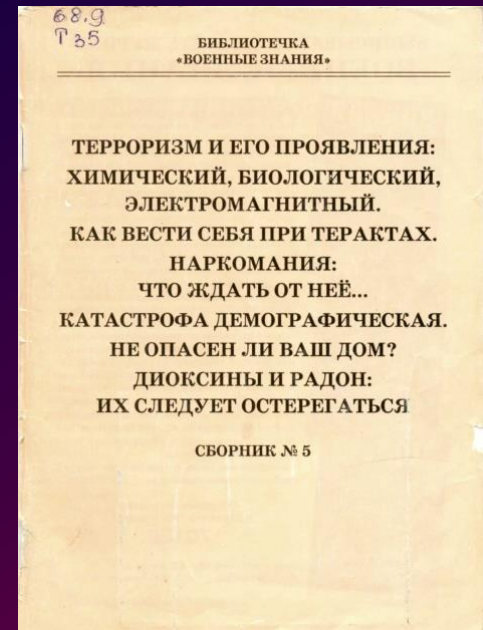 68.9
Т 35
БИБЛИОТЕЧКА
«ВОЕННЫЕ ЗНАНИЯ»
ТЕРРОРИЗМ И ЕГО ПРОЯВЛЕНИЯ:
ХИМИЧЕСКИЙ, БИОЛОГИЧЕСКИЙ,
ЭЛЕКТРОМАГНИТНЫЙ.
КАК ВЕСТИ СЕБЯ ПРИ ТЕРАКТАХ.
НАРКОМАНИЯ:
ЧТО ЖДАТЬ ОТ НЕЁ...
КАТАСТРОФА ДЕМОГРАФИЧЕСКАЯ.
НЕ ОПАСЕН ЛИ ВАШ ДОМ?
ДИОКСИНЫ И РАДОН:
ИХ СЛЕДУЕТ ОСТЕРЕГАТЬСЯ
СБОРНИК № 5